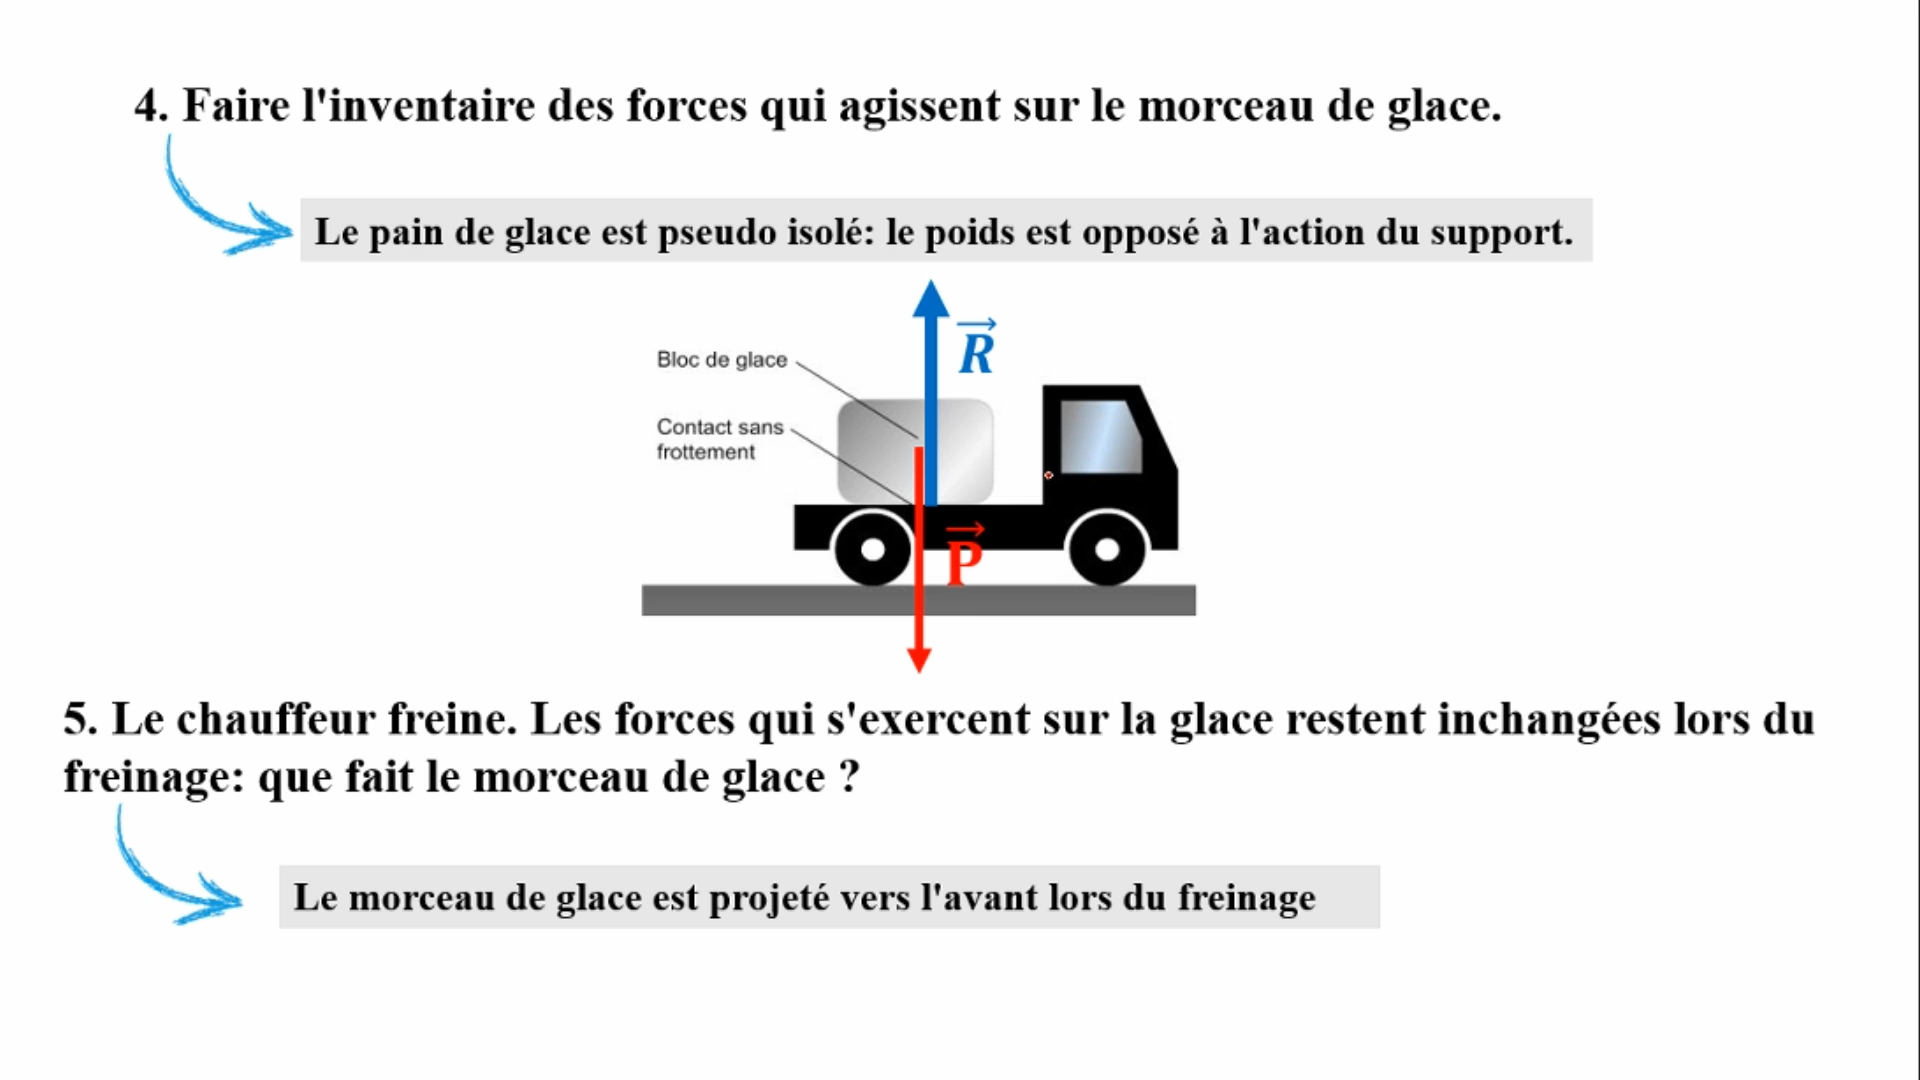 4. Faire l'inventaire des forces qui agissent sur le morceau de glace.
Le pain de glace est pseudo isolé: le poids est opposé à l'action du support.
R
Bloc de glace
Contact sans
frottement
P
5. Le chauffeur freine. Les forces qui s'exercent sur la glace restent inchangées lors du
freinage: que fait le morceau de glace ?
Le morceau de glace est projeté vers l'avant lors du freinage